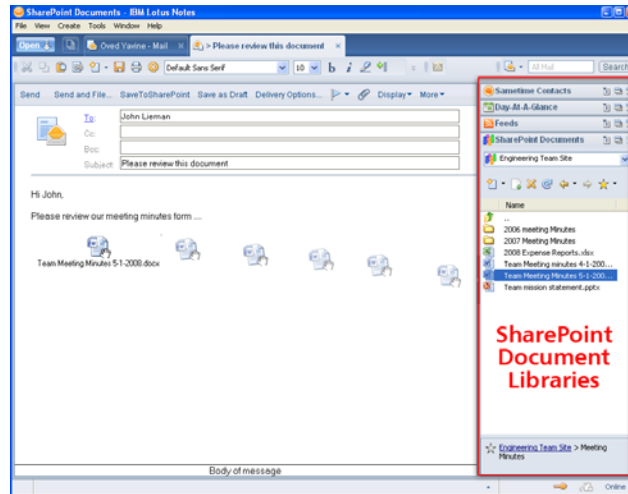 SharePoint Documents - IBM Lotus Notes
File View Create Tools Window Help
Open Oved Yavine - Mail × > Please review this document ×
Default Sans Serif 10 b i All Mail Search
Send Send and File... SaveToSharePoint Save as Draft Delivery Options... Display More
To: John Lieman
Cc:
Bcc:
Subject: Please review this document
Hi John,
Please review our meeting minutes form ....
Team Meeting Minutes 5-1-2008.docx
Body of message
Sametime Contacts
Day-At-A-Glance
Feeds
SharePoint Documents
Engineering Team Site
Name
..
2006 meeting Minutes
2007 Meeting Minutes
2008 Expense Reports.xlsx
Team Meeting minutes 4-1-200...
Team Meeting Minutes 5-1-200...
Team mission statement.pptx
SharePoint
Document
Libraries
Engineering Team Site > Meeting
Minutes
Online